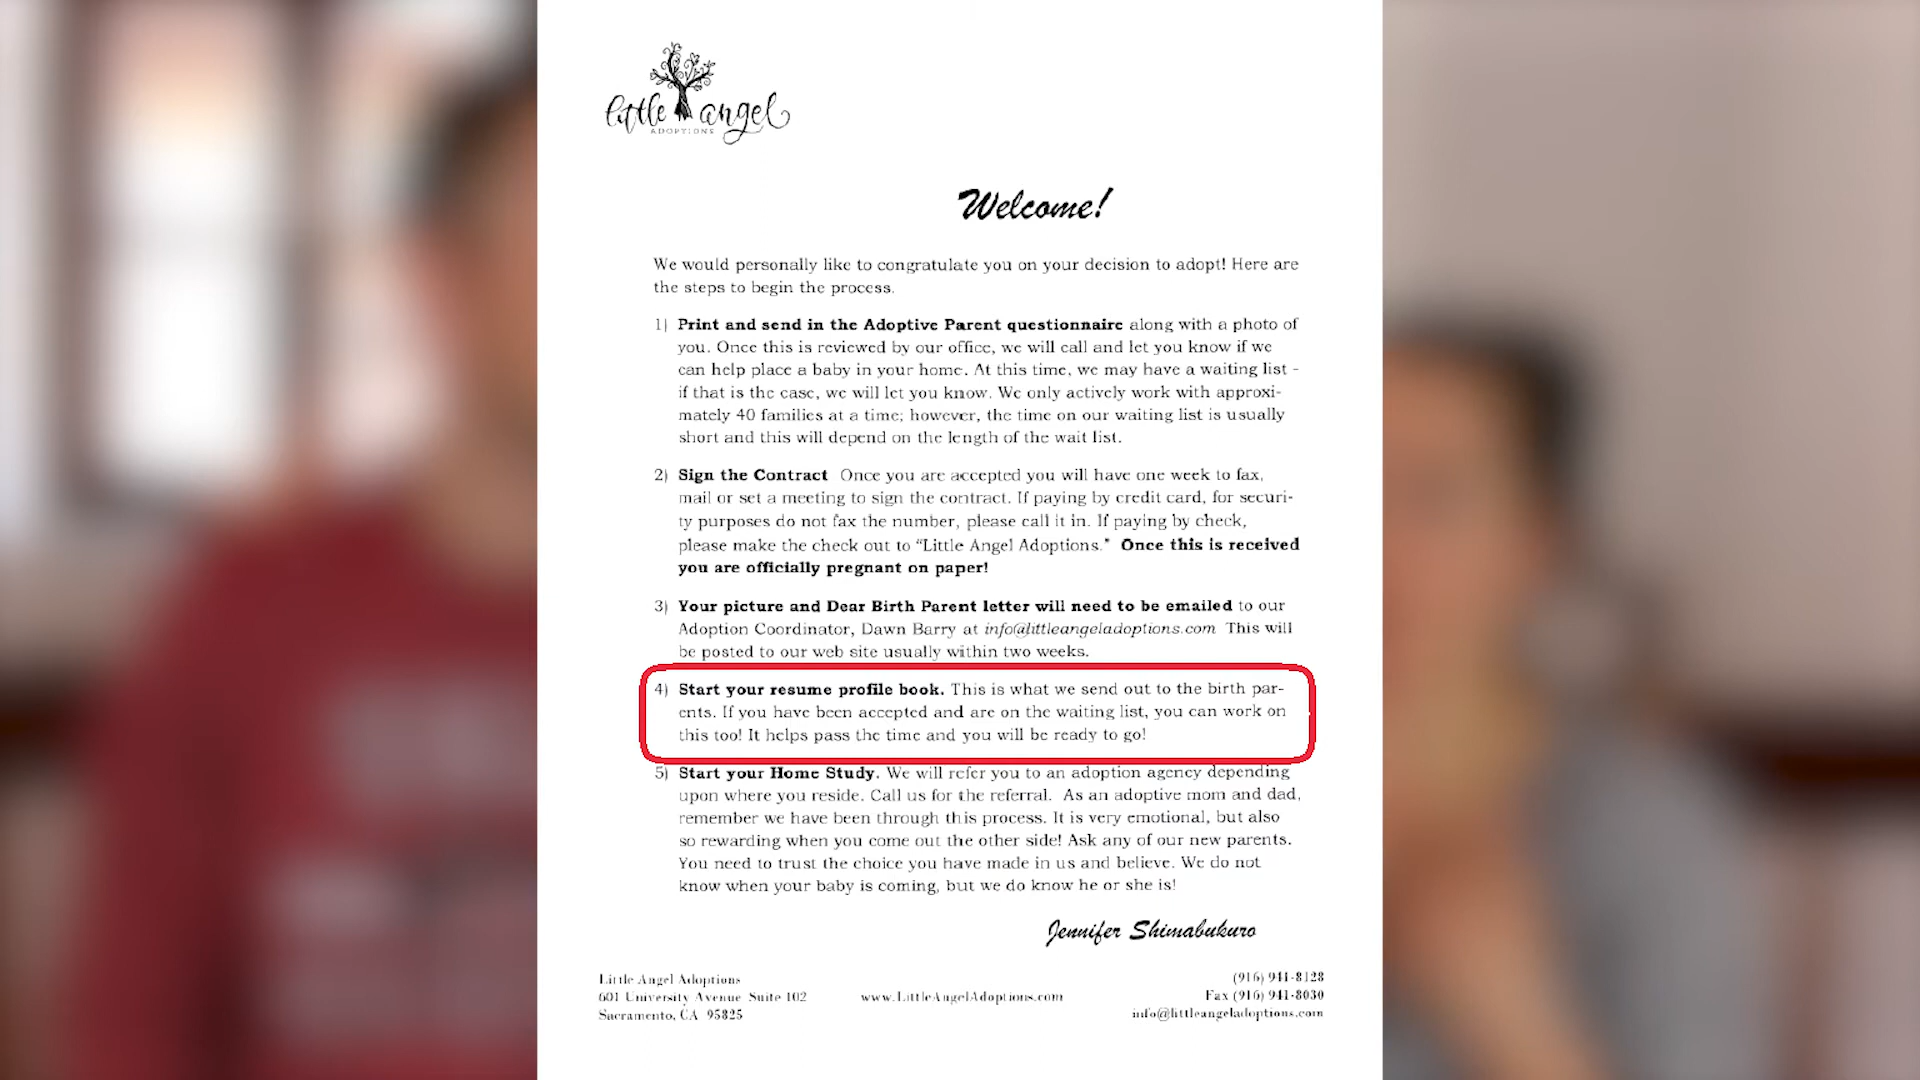 little angel
ADOPTIONS
Welcome!
We would personally like to congratulate you on your decision to adopt! Here are
the steps to begin the process.
1) Print and send in the Adoptive Parent questionnaire along with a photo of
you. Once this is reviewed by our office, we will call and let you know if we
can help place a baby in your home. At this time, we may have a waiting list -
if that is the case, we will let you know. We only actively work with approxi-
mately 40 families at a time; however, the time on our waiting list is usually
short and this will depend on the length of the wait list.
2) Sign the Contract Once you are accepted you will have one week to fax,
mail or set a meeting to sign the contract. If paying by credit card, for securi-
ty purposes do not fax the number, please call it in. If paying by check,
please make the check out to "Little Angel Adoptions." Once this is received
you are officially pregnant on paper!
3) Your picture and Dear Birth Parent letter will need to be emailed to our
Adoption Coordinator, Dawn Barry at info@littleangeladoptions.com This will
be posted to our web site usually within two weeks.
4) Start your resume profile book. This is what we send out to the birth par-
ents. If you have been accepted and are on the waiting list, you can work on
this too! It helps pass the time and you will be ready to go!
5) Start your Home Study. We will refer you to an adoption agency depending
upon where you reside. Call us for the referral. As an adoptive mom and dad,
remember we have been through this process. It is very emotional, but also
so rewarding when you come out the other side! Ask any of our new parents.
You need to trust the choice you have made in us and believe. We do not
know when your baby is coming, but we do know he or she is!
Jennifer Shimabukuro
Little Angel Adoptions
601 University Avenue Suite 102
Sacramento, CA 95825
www.LittleAngelAdoptions.com
(916) 941-8128
Fax (916) 941-8030
info@littleangeladoptions.com